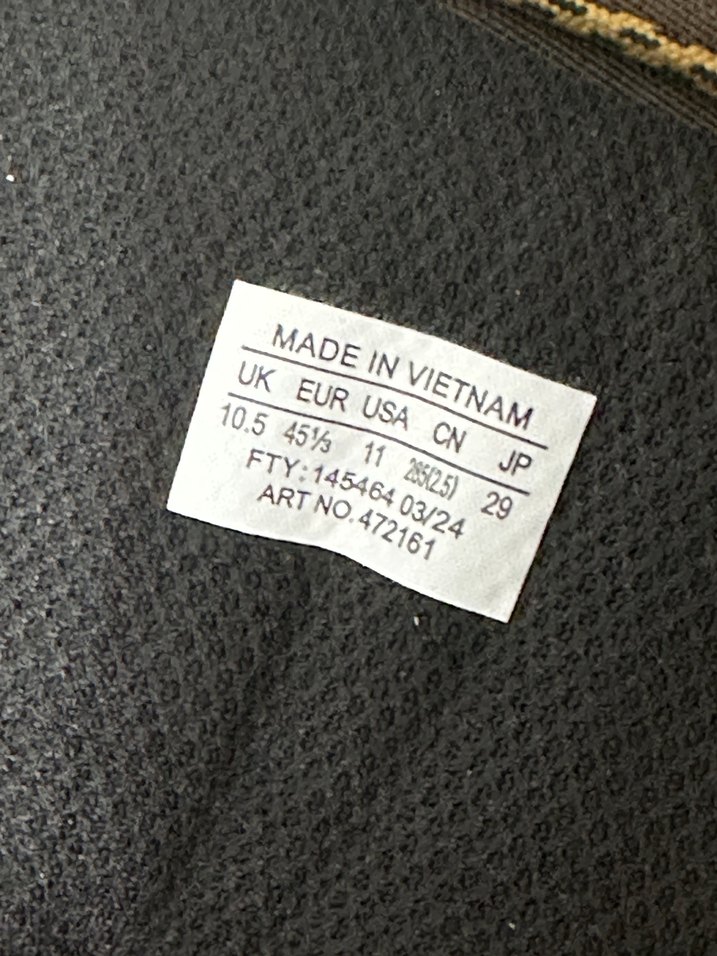 MADE IN VIETNAM
UK EUR USA CN JP
10.5 45⅓ 11 285(2.5) 29
FTY:145464 03/24
ART NO.472161